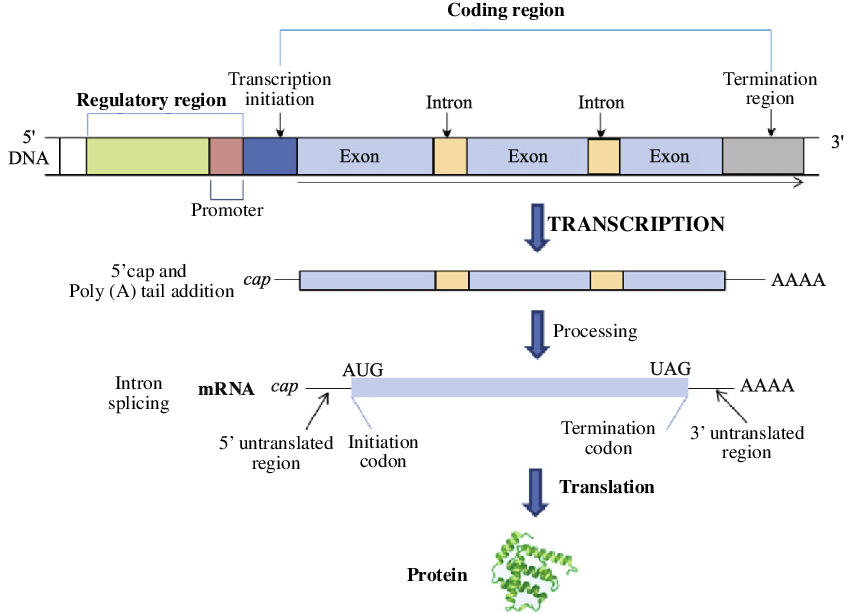 Coding region
Transcription
initiation
Termination
region
Regulatory region
Intron
Intron
5'
DNA
Exon
Exon
Exon
3'
Promoter
TRANSCRIPTION
5'cap and
Poly (A) tail addition
cap
AAAA
Processing
Intron
splicing
mRNA
cap
AUG
UAG
AAAA
5' untranslated
region
Initiation
codon
Termination
codon
3' untranslated
region
Translation
Protein